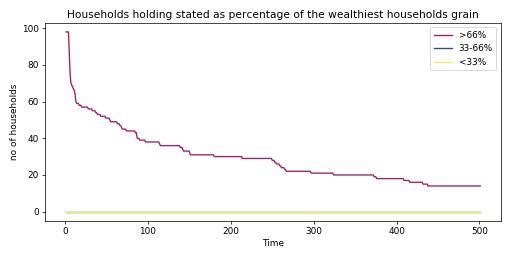 Households holding stated as percentage of the wealthiest households grain
>66%
33-66%
<33%
no of households
100%
80
60
40
20
0
0 100 200 300 400 500
Time